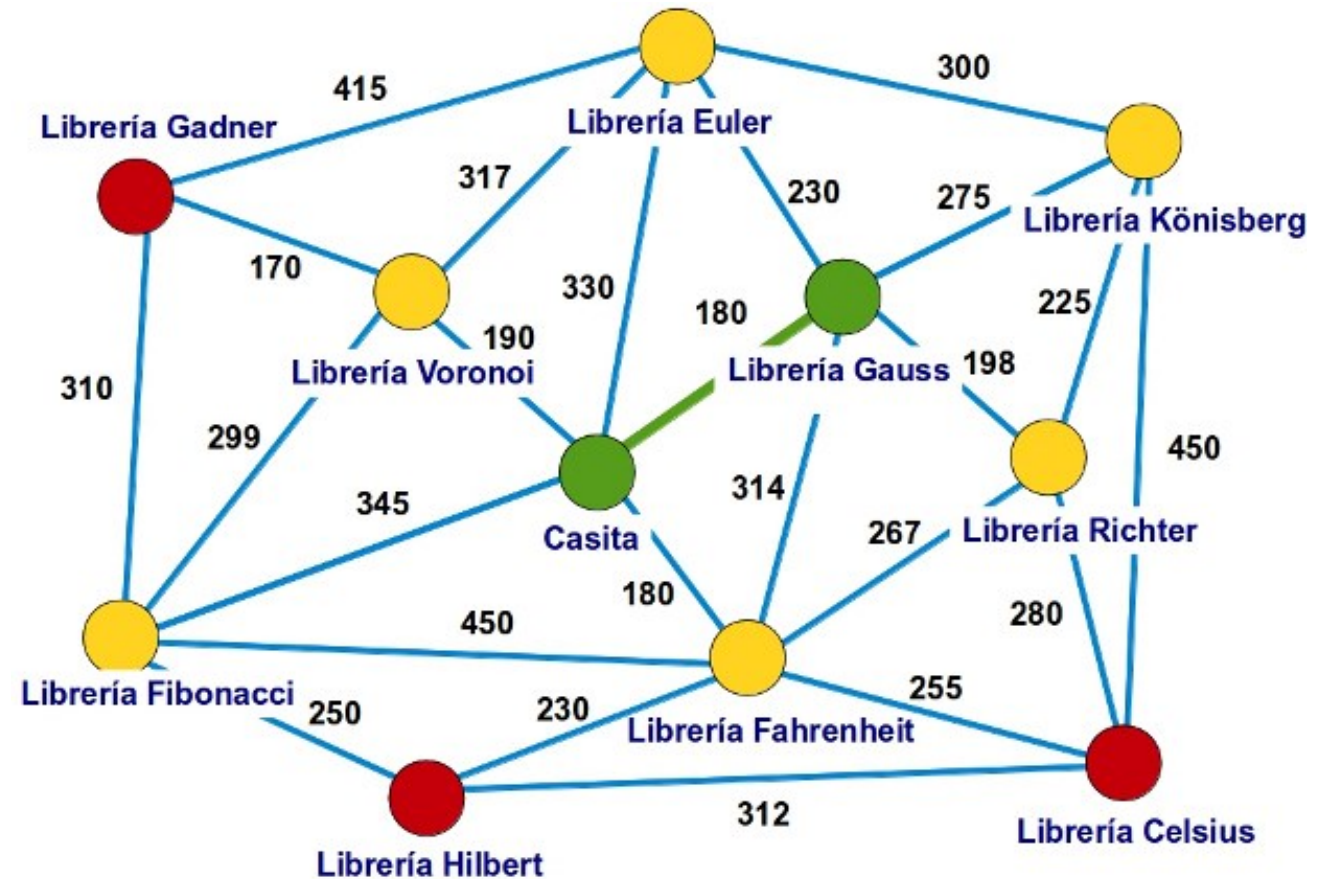 300
415
Librería Euler
Librería Gadner
317
230
275
Librería Könisberg
170
330
180
225
190
Librería Voronoi
Librería Gauss
198
310
299
450
345
314
Casita
267
Librería Richter
180
450
280
Librería Fibonacci
250
230
255
Librería Fahrenheit
312
Librería Celsius
Librería Hilbert